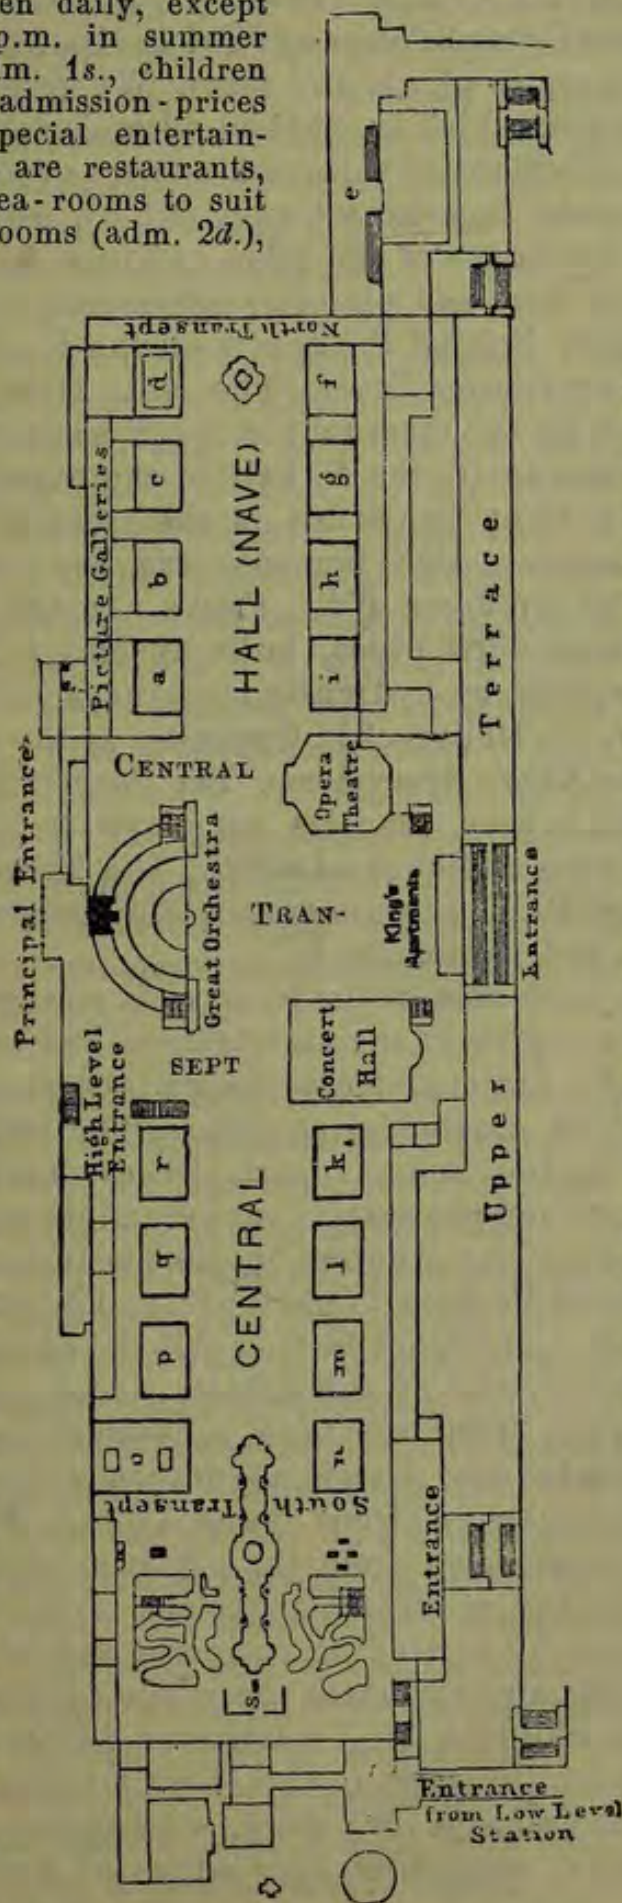 en daily, except
p.m. in summer
m. 1s., children
admission-prices
pecial entertain-
are restaurants,
ea-rooms to suit
ooms (adm. 2d.),
e
North Transept
d
f
c
g
b
h
a
i
Picture Galleries
HALL (NAVE)
Terrace
CENTRAL
Opera
Theatre
Principal Entrance
Great Orchestra
TRAN-
King's
Apartments
Entrance
SEPT
Concert
Hall
High Level
Entrance
r
k
Upper
q
l
CENTRAL
p
m
o
n
South Transept
Entrance
s
Entrance
from Low Level
Station